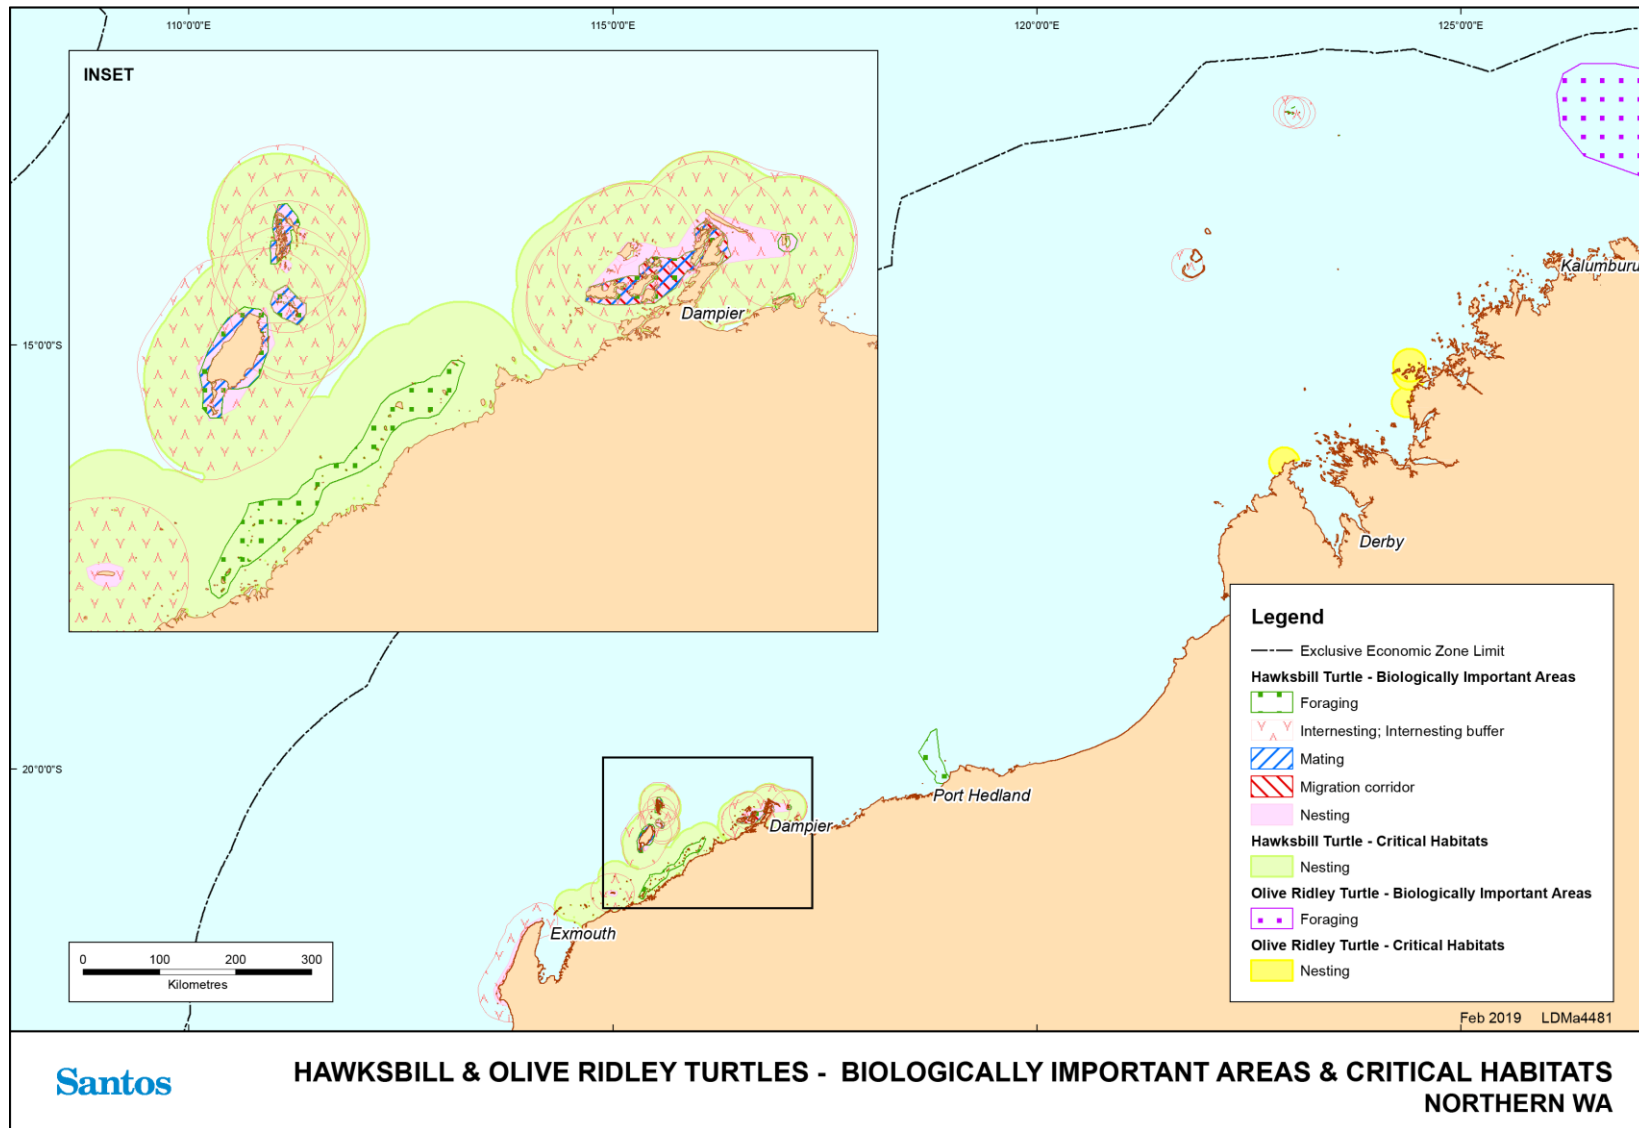 110°0'0"E
115°0'0"E
120°0'0"E
125°0'0"E
INSET
Dampier
Kalumburu
15°0'0"S
Derby
20°0'0"S
Port Hedland
Dampier
Exmouth
Legend
Exclusive Economic Zone Limit
Hawksbill Turtle - Biologically Important Areas
Foraging
Internesting; Internesting buffer
Mating
Migration corridor
Nesting
Hawksbill Turtle - Critical Habitats
Nesting
Olive Ridley Turtle - Biologically Important Areas
Foraging
Olive Ridley Turtle - Critical Habitats
Nesting
0 100 200 300
Kilometres
Feb 2019 LDMa4481
Santos
HAWKSBILL & OLIVE RIDLEY TURTLES - BIOLOGICALLY IMPORTANT AREAS & CRITICAL HABITATS
NORTHERN WA